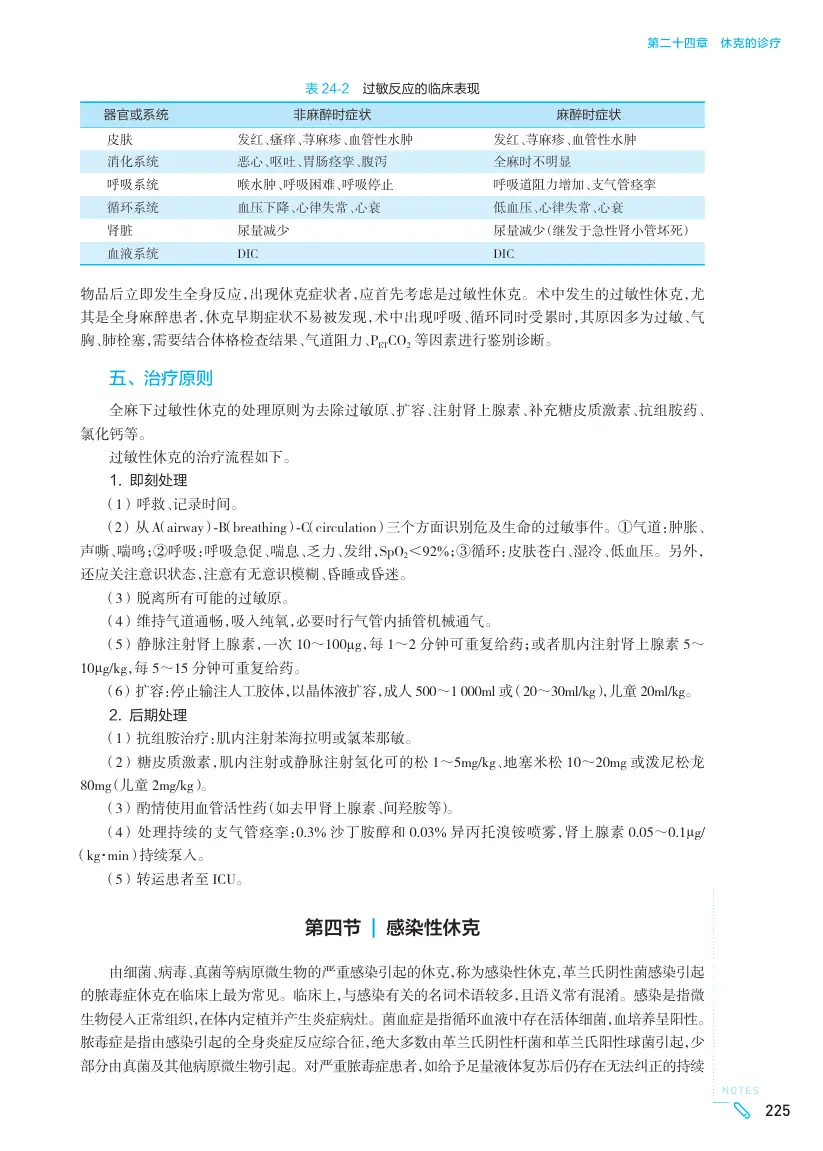 第二十四章 休克的诊疗
表 24-2 过敏反应的临床表现
器官或系统 非麻醉时症状 麻醉时症状
皮肤 发红、瘙痒、荨麻疹、血管性水肿 发红、荨麻疹、血管性水肿
消化系统 恶心、呕吐、胃肠痉挛、腹泻 全麻时不明显
呼吸系统 喉水肿、呼吸困难、呼吸停止 呼吸道阻力增加、支气管痉挛
循环系统 血压下降、心律失常、心衰 低血压、心律失常、心衰
肾脏 尿量减少 尿量减少(继发于急性肾小管坏死)
血液系统 DIC DIC
物品后立即发生全身反应,出现休克症状者,应首先考虑是过敏性休克。术中发生的过敏性休克,尤
其是全身麻醉患者,休克早期症状不易被发现,术中出现呼吸、循环同时受累时,其原因多为过敏、气
胸、肺栓塞,需要结合体格检查结果、气道阻力、PETCO2 等因素进行鉴别诊断。
五、治疗原则
全麻下过敏性休克的处理原则为去除过敏原、扩容、注射肾上腺素、补充糖皮质激素、抗组胺药、
氯化钙等。
过敏性休克的治疗流程如下。
1. 即刻处理
(1)呼救、记录时间。
(2)从 A(airway)-B(breathing)-C(circulation)三个方面识别危及生命的过敏事件。①气道:肿胀、
声嘶、喘鸣;②呼吸:呼吸急促、喘息、乏力、发绀,SpO2<92%;③循环:皮肤苍白、湿冷、低血压。另外,
还应关注意识状态,注意有无意识模糊、昏睡或昏迷。
(3)脱离所有可能的过敏原。
(4)维持气道通畅,吸入纯氧,必要时行气管内插管机械通气。
(5)静脉注射肾上腺素,一次 10~100μg,每 1~2 分钟可重复给药;或者肌内注射肾上腺素 5~
10μg/kg,每 5~15 分钟可重复给药。
(6)扩容:停止输注人工胶体,以晶体液扩容,成人 500~1 000ml 或(20~30ml/kg),儿童 20ml/kg。
2. 后期处理
(1)抗组胺治疗:肌内注射苯海拉明或氯苯那敏。
(2)糖皮质激素,肌内注射或静脉注射氢化可的松 1~5mg/kg、地塞米松 10~20mg 或泼尼松龙
80mg(儿童 2mg/kg)。
(3)酌情使用血管活性药(如去甲肾上腺素、间羟胺等)。
(4)处理持续的支气管痉挛:0.3% 沙丁胺醇和 0.03% 异丙托溴铵喷雾,肾上腺素 0.05~0.1μg/
(kg·min)持续泵入。
(5)转运患者至 ICU。
第四节 | 感染性休克
由细菌、病毒、真菌等病原微生物的严重感染引起的休克,称为感染性休克,革兰氏阴性菌感染引起
的脓毒症休克在临床上最为常见。临床上,与感染有关的名词术语较多,且语义常有混淆。感染是指微
生物侵入正常组织,在体内定植并产生炎症病灶。菌血症是指循环血液中存在活体细菌,血培养呈阳性。
脓毒症是指由感染引起的全身炎症反应综合征,绝大多数由革兰氏阴性杆菌和革兰氏阳性球菌引起,少
部分由真菌及其他病原微生物引起。对严重脓毒症患者,如给予足量液体复苏后仍存在无法纠正的持续
NOTES
225